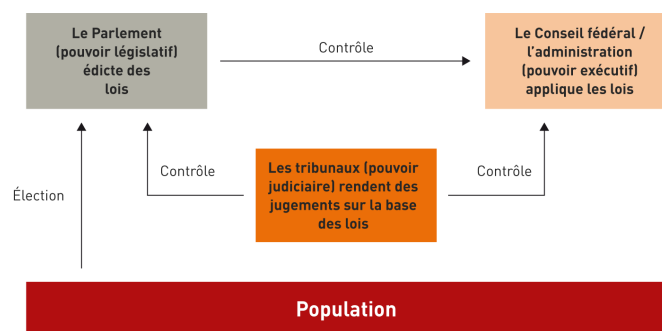 Le Parlement
(pouvoir législatif)
édicte des
lois
Contrôle
Le Conseil fédéral /
l'administration
(pouvoir exécutif)
applique les lois
Élection
Contrôle
Les tribunaux (pouvoir
judiciaire) rendent des
jugements sur la base
des lois
Contrôle
Population